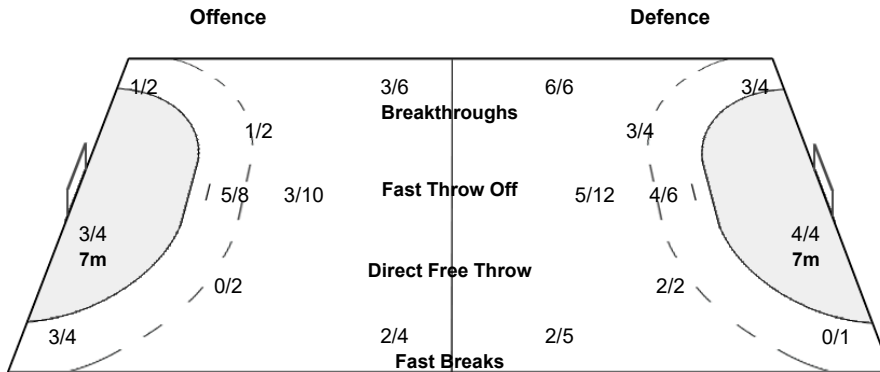 Offence Defence
1/2 3/6 6/6 3/4
Breakthroughs
1/2 3/4
5/8 3/10 Fast Throw Off 5/12 4/6
3/4 4/4
7m 7m
Direct Free Throw
0/2 2/2
3/4 2/4 2/5 0/1
Fast Breaks